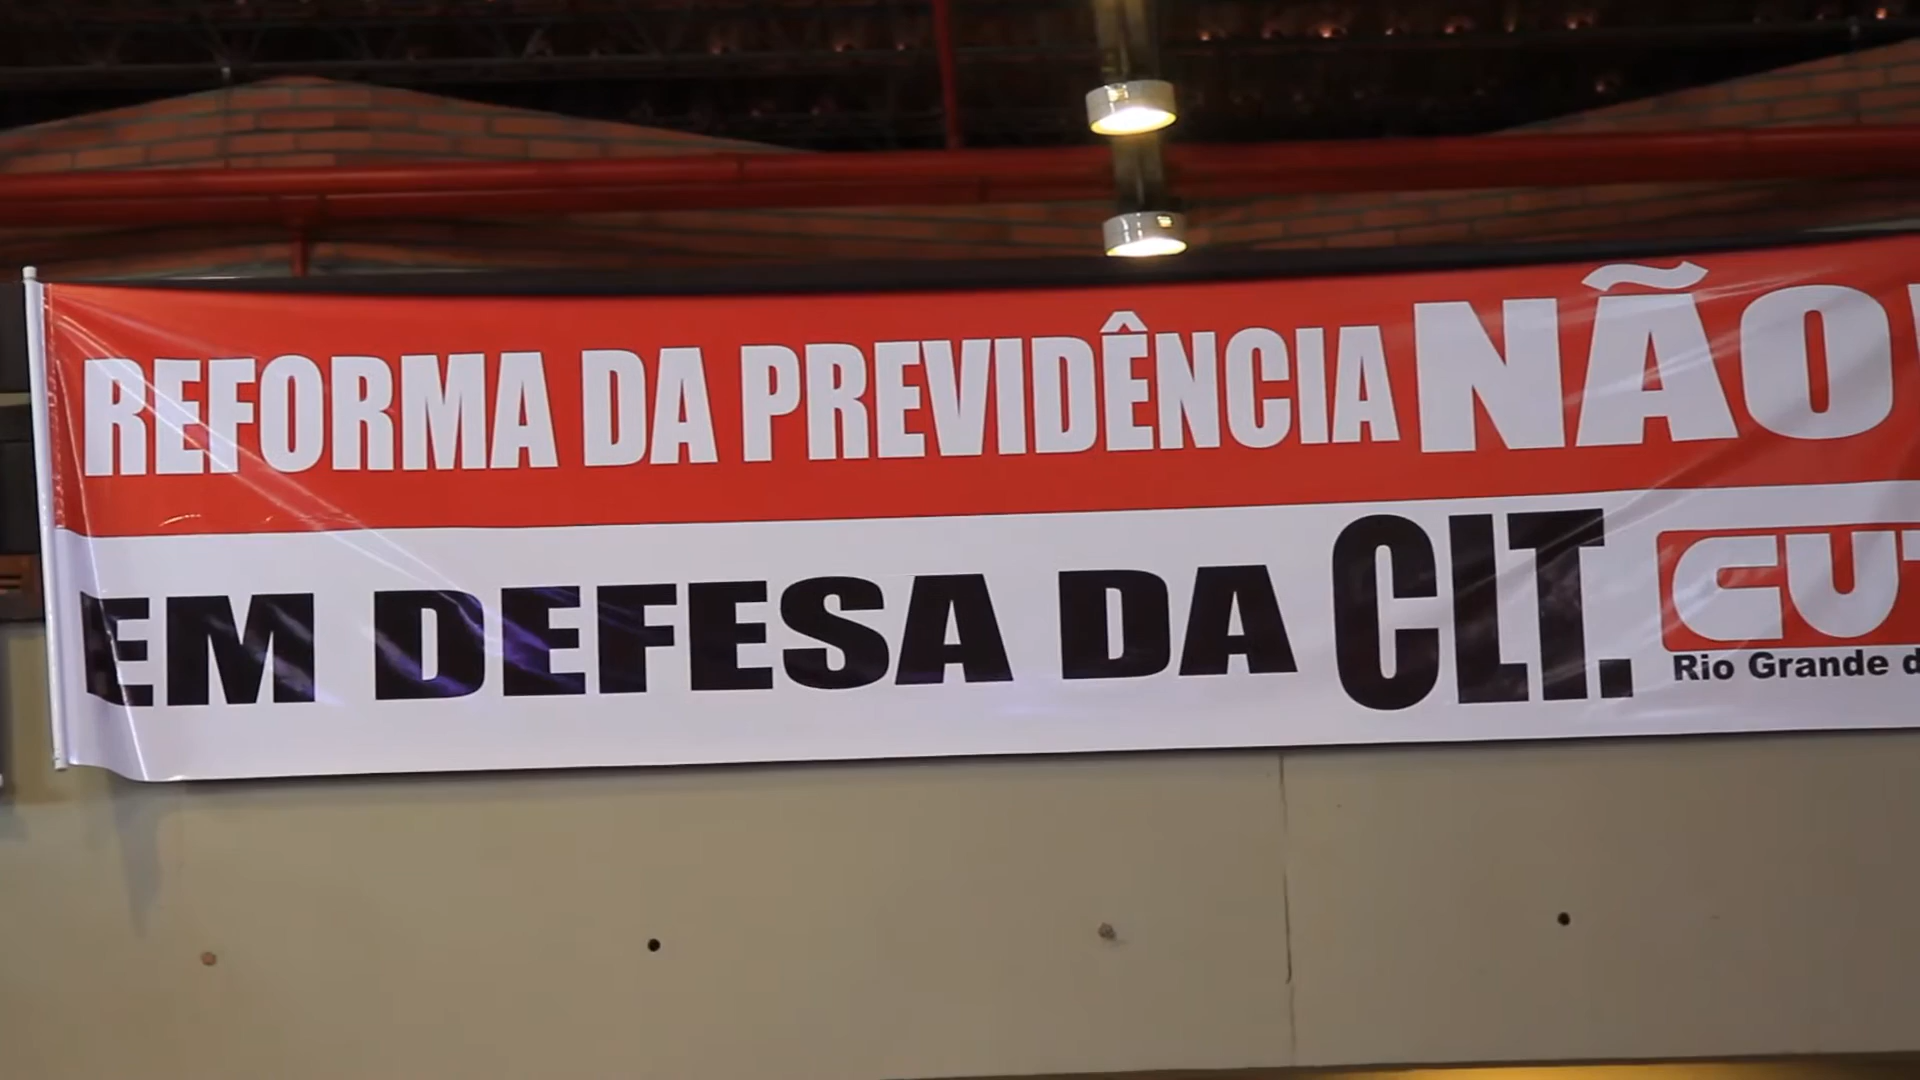 REFORMA DA PREVIDÊNCIA NÃO!
EM DEFESA DA CLT.
CUT
Rio Grande d